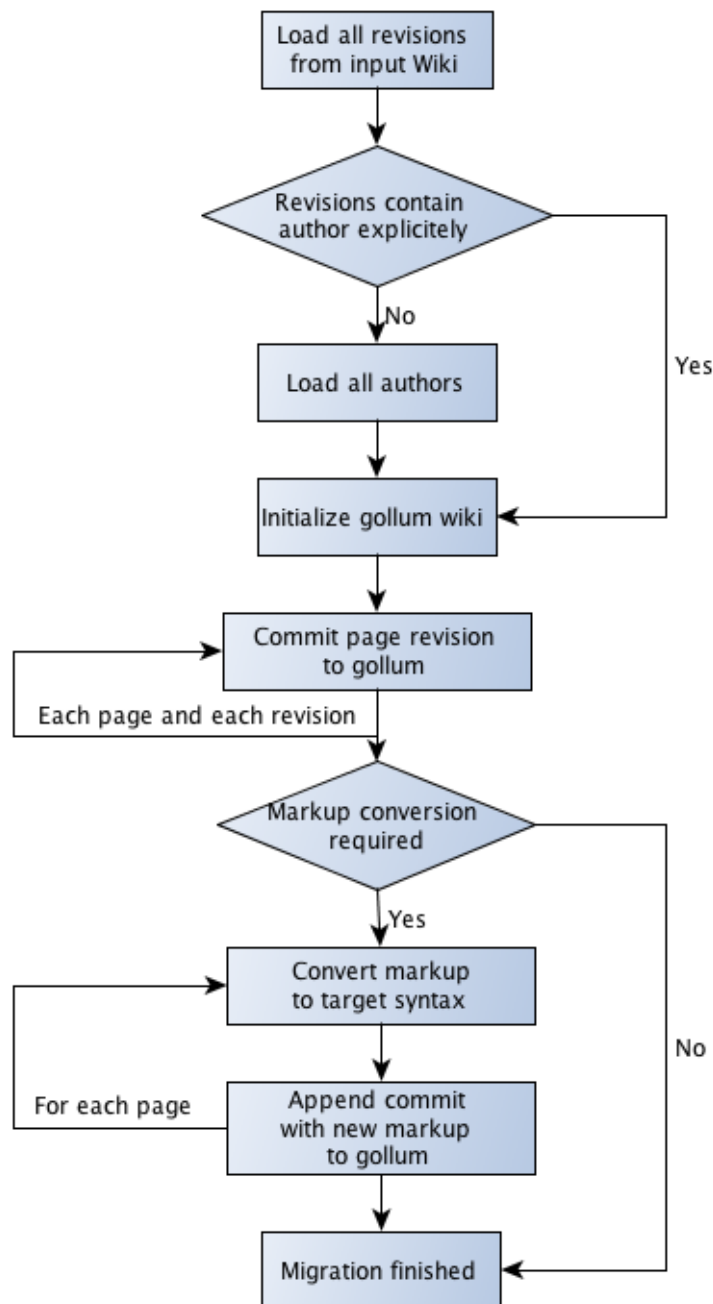 Load all revisions
from input Wiki
Revisions contain
author explicitely
No
Yes
Load all authors
Initialize gollum wiki
Commit page revision
to gollum
Each page and each revision
Markup conversion
required
Yes
Convert markup
to target syntax
No
For each page
Append commit
with new markup
to gollum
Migration finished